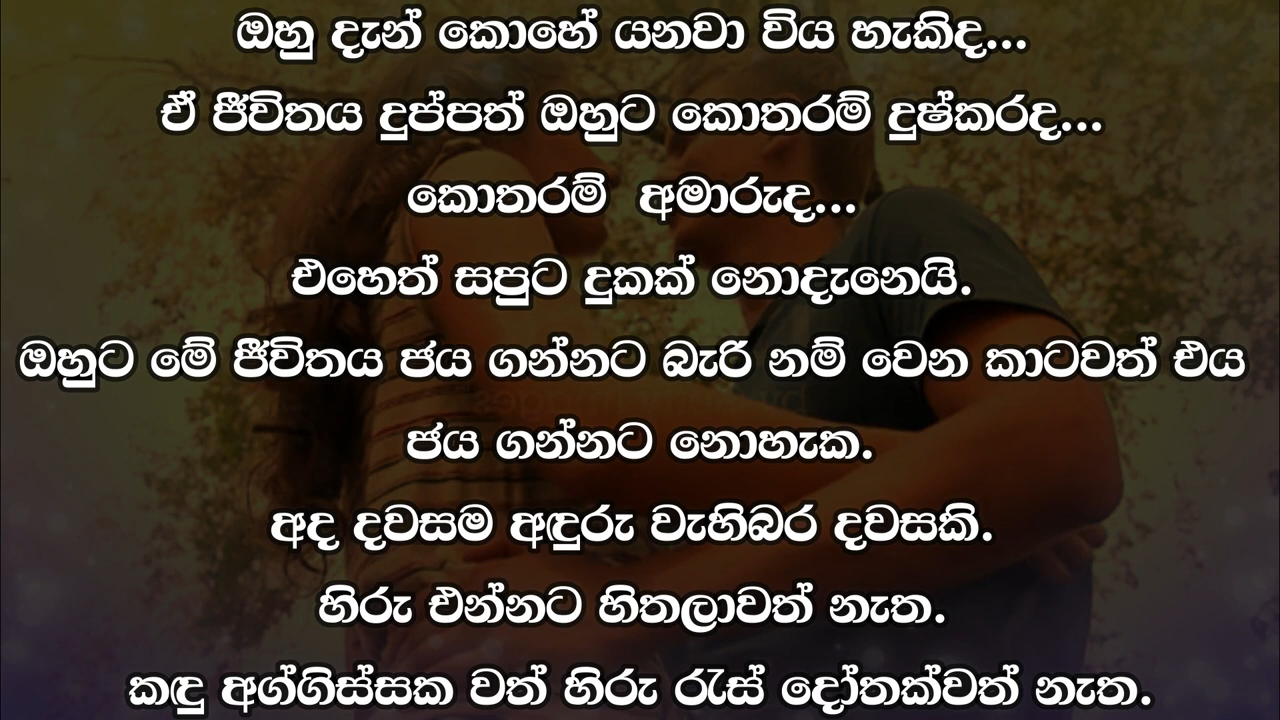 ඔහු දැන් කොහේ යනවා විය හැකිද...
ඒ ජීවිතය දුප්පත් ඔහුට කොතරම් දුෂ්කරද...
කොතරම් අමාරුද...
එහෙත් සපුට දුකක් නොදැනෙයි.
ඔහුට මේ ජීවිතය ජය ගන්නට බැරි නම් වෙන කාටවත් එය
ජය ගන්නට නොහැක.
අද දවසම අඳුරු වැහිබර දවසකි.
හිරු එන්නට හිතලාවත් නැත.
කඳු අග්ගිස්සක වත් හිරු රැස් දෝතක්වත් නැත.